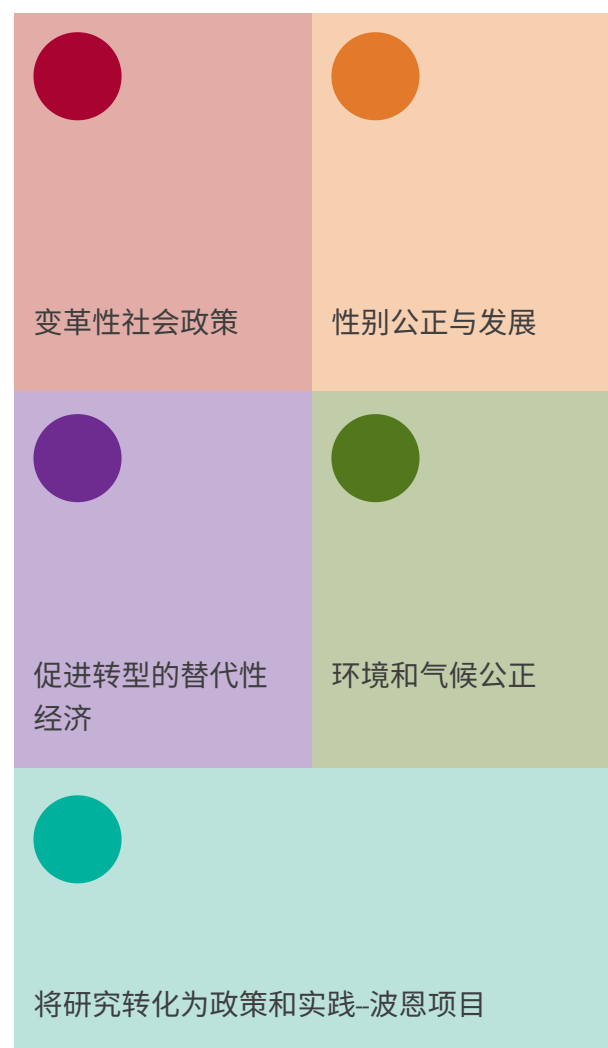 变革性社会政策
性别公正与发展
促进转型的替代性
经济
环境和气候公正
将研究转化为政策和实践–波恩项目